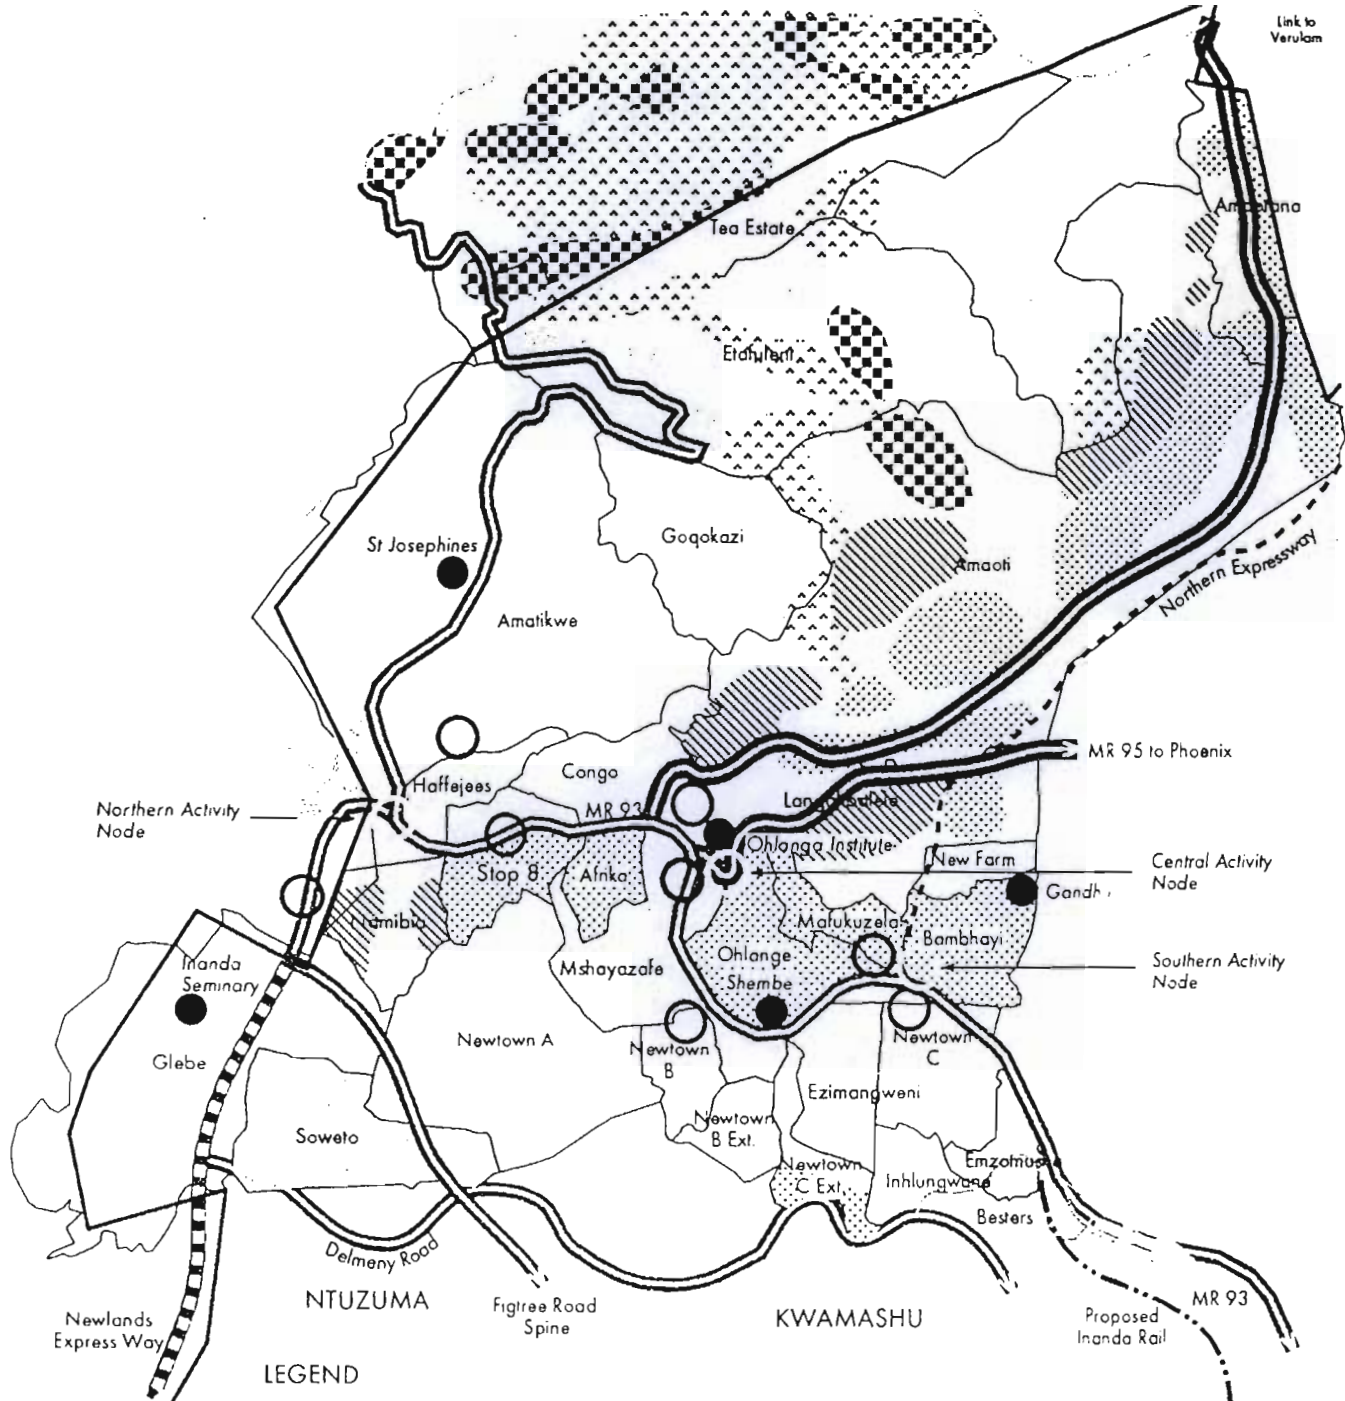 Link to
Verulam
Tea Estate
St Josephines
Goqokazi
Amaoti
Northern Expressway
Amatikwe
MR 95 to Phoenix
Haffejees
Congo
MR 93
Northern Activity
Node
Ohlanga Institute
Stop 8
Afrika
New Farm
Central Activity
Node
Namibia
Mafukuzela
Bambhayi
Mshayazafe
Ohlange
Shembe
Southern Activity
Node
Inanda
Seminary
Newtown A
Newtown
B
Newtown
C
Glebe
Ezimangweni
Soweto
Newtown
B Ext.
Newtown
C Ext.
Inhlungwane
Besters
Delmeny Road
NTUZUMA
Figtree Road
Spine
KWAMASHU
Proposed
Inanda Rail
MR 93
Newlands
Express Way
LEGEND